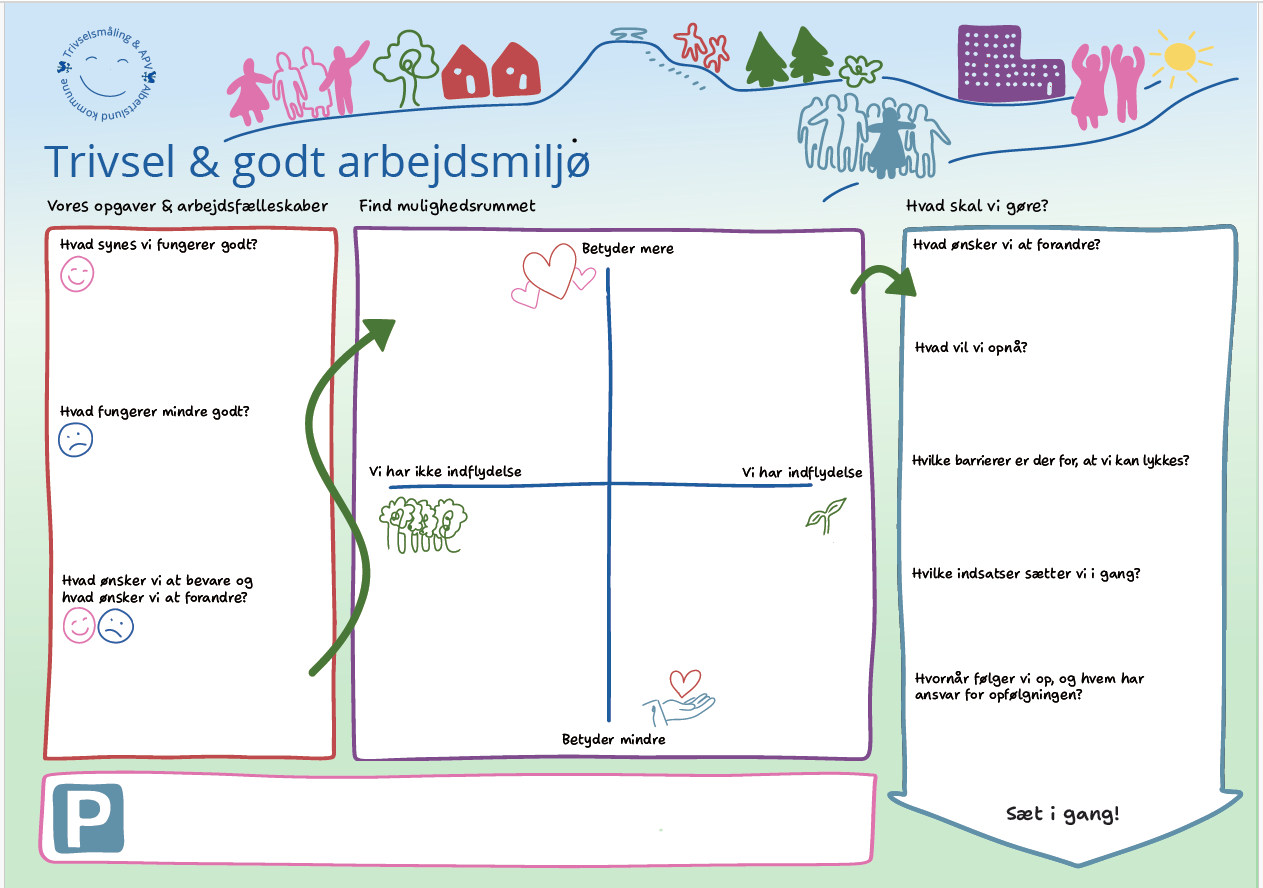 Trivselsmåling & APV
Albertslund kommune
Trivsel & godt arbejdsmiljø
Vores opgaver & arbejdsfælleskaber
Hvad synes vi fungerer godt?
Hvad fungerer mindre godt?
Hvad ønsker vi at bevare og
hvad ønsker vi at forandre?
Find mulighedsrummet
Betyder mere
Vi har ikke indflydelse
Vi har indflydelse
Betyder mindre
Hvad skal vi gøre?
Hvad ønsker vi at forandre?
Hvad vil vi opnå?
Hvilke barrierer er der for, at vi kan lykkes?
Hvilke indsatser sætter vi i gang?
Hvornår følger vi op, og hvem har
ansvar for opfølgningen?
Sæt i gang!
P